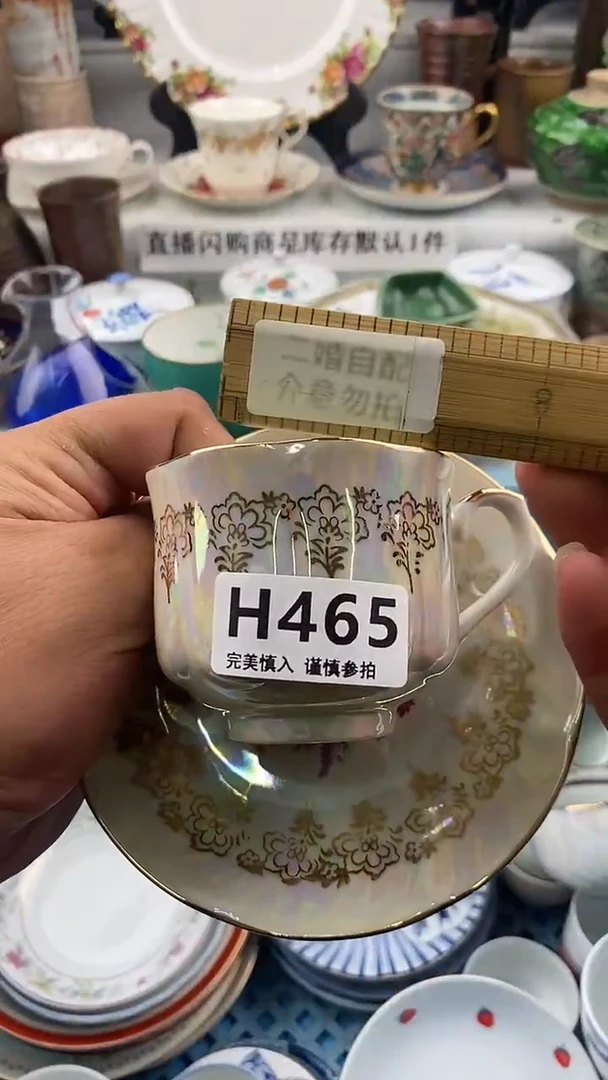 直播闪购商品库存默认1件
二婚自配
介意勿拍
H465
完美慎入 谨慎参拍